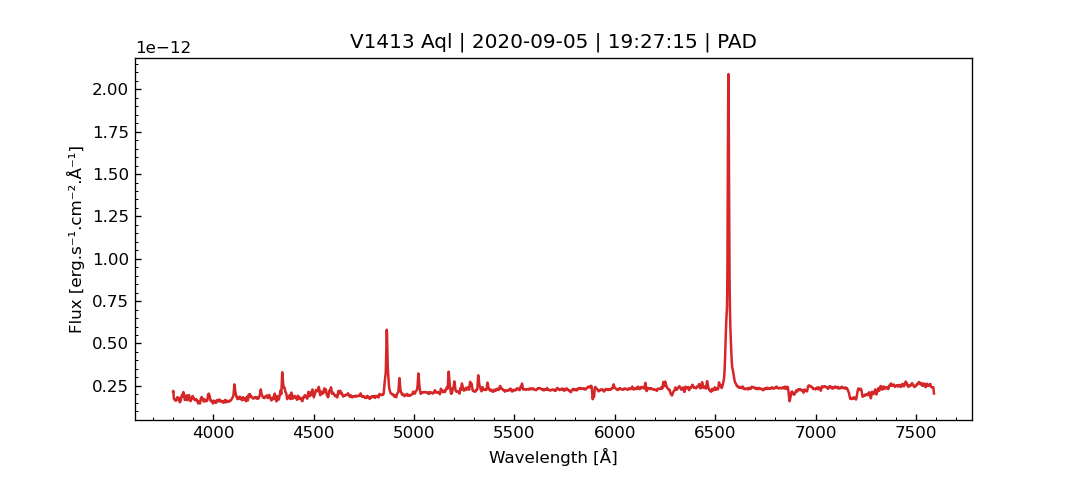 V1413 Aql | 2020-09-05 | 19:27:15 | PAD
1e−12
2.00
1.75
1.50
1.25
1.00
0.75
0.50
0.25
Flux [erg.s⁻¹.cm⁻².Å⁻¹]
4000 4500 5000 5500 6000 6500 7000 7500
Wavelength [Å]